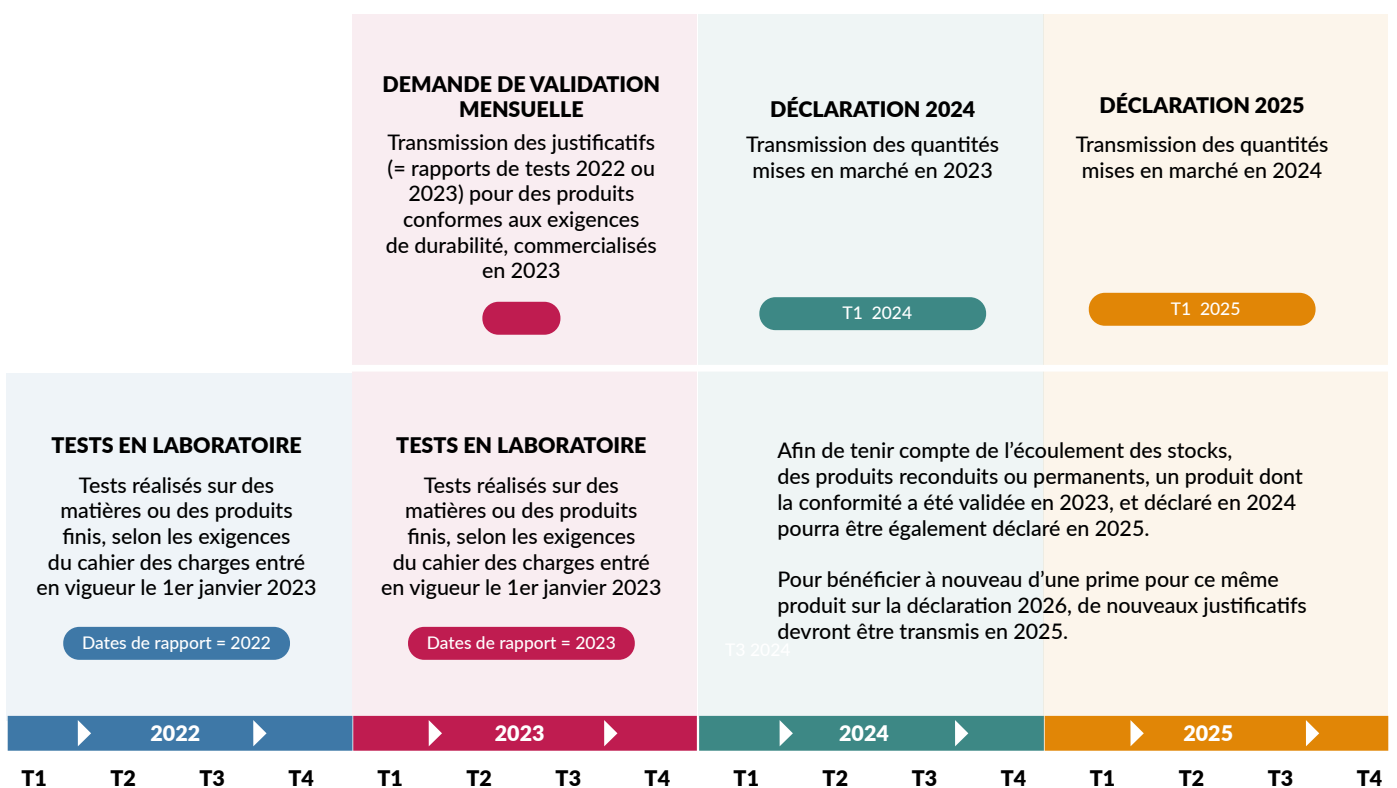 DEMANDE DE VALIDATION
MENSUELLE
Transmission des justificatifs
(= rapports de tests 2022 ou
2023) pour des produits
conformes aux exigences
de durabilité, commercialisés
en 2023
DÉCLARATION 2024
Transmission des quantités
mises en marché en 2023
T1 2024
DÉCLARATION 2025
Transmission des quantités
mises en marché en 2024
T1 2025
TESTS EN LABORATOIRE
Tests réalisés sur des
matières ou des produits
finis, selon les exigences
du cahier des charges entré
en vigueur le 1er janvier 2023
Dates de rapport = 2022
TESTS EN LABORATOIRE
Tests réalisés sur des
matières ou des produits
finis, selon les exigences
du cahier des charges entré
en vigueur le 1er janvier 2023
Dates de rapport = 2023
Afin de tenir compte de l'écoulement des stocks,
des produits reconduits ou permanents, un produit dont
la conformité a été validée en 2023, et déclaré en 2024
pourra être également déclaré en 2025.
Pour bénéficier à nouveau d'une prime pour ce même
produit sur la déclaration 2026, de nouveaux justificatifs
devront être transmis en 2025.
T3 2024
2022 2023 2024 2025
T1 T2 T3 T4 T1 T2 T3 T4 T1 T2 T3 T4 T1 T2 T3 T4